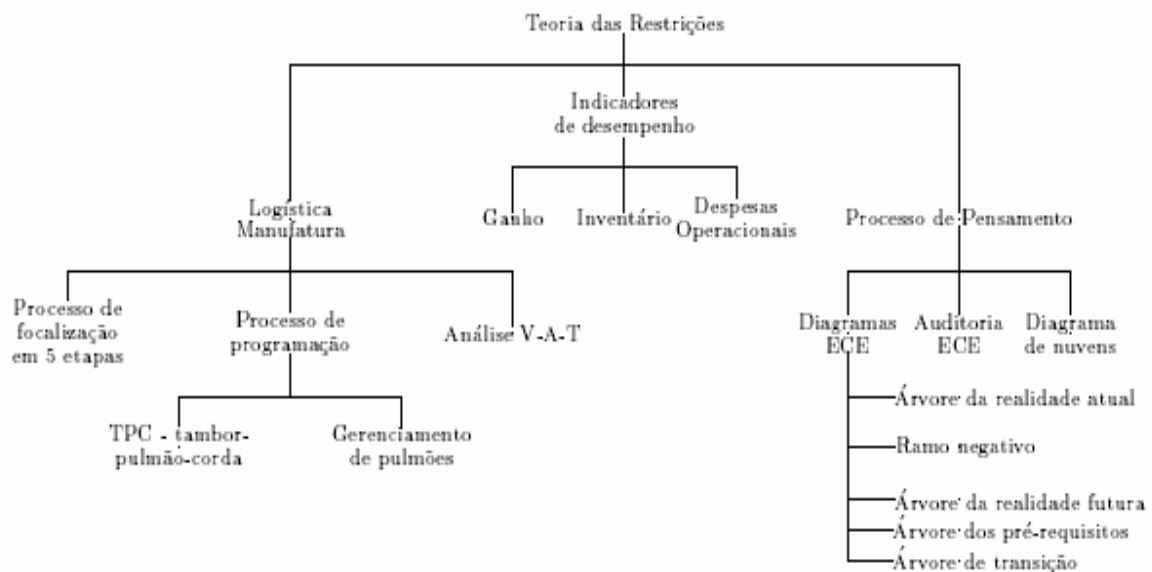 Teoria das Restrições
Indicadores
de desempenho
Logística
Manufatura
Ganho
Inventário
Despesas
Operacionais
Processo de Pensamento
Processo de
focalização
em 5 etapas
Processo de
programação
Análise V-A-T
Diagramas
ECE
Auditoria
ECE
Diagrama
de nuvens
TPC - tambor-
pulmão-corda
Gerenciamento
de pulmões
Árvore da realidade atual
Ramo negativo
Árvore da realidade futura
Árvore dos pré-requisitos
Árvore de transição